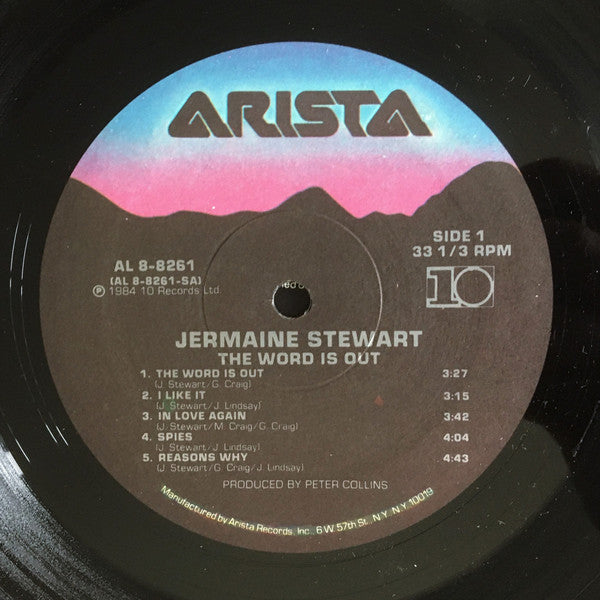 ARISTA
AL 8-8261
(AL 8-8261-SA)
Ⓟ 1984 10 Records Ltd.
SIDE 1
33 1/3 RPM
10
JERMAINE STEWART
THE WORD IS OUT
1. THE WORD IS OUT 3:27
(J. Stewart/G. Craig)
2. I LIKE IT 3:15
(J. Stewart/J. Lindsay)
3. IN LOVE AGAIN 3:42
(J. Stewart/M. Craig/G. Craig)
4. SPIES 4:04
(J. Stewart/J. Lindsay)
5. REASONS WHY 4:43
(J. Stewart/G. Craig/J. Lindsay)
PRODUCED BY PETER COLLINS
Manufactured by Arista Records, Inc., 6 W. 57th St., N.Y. N.Y. 10019